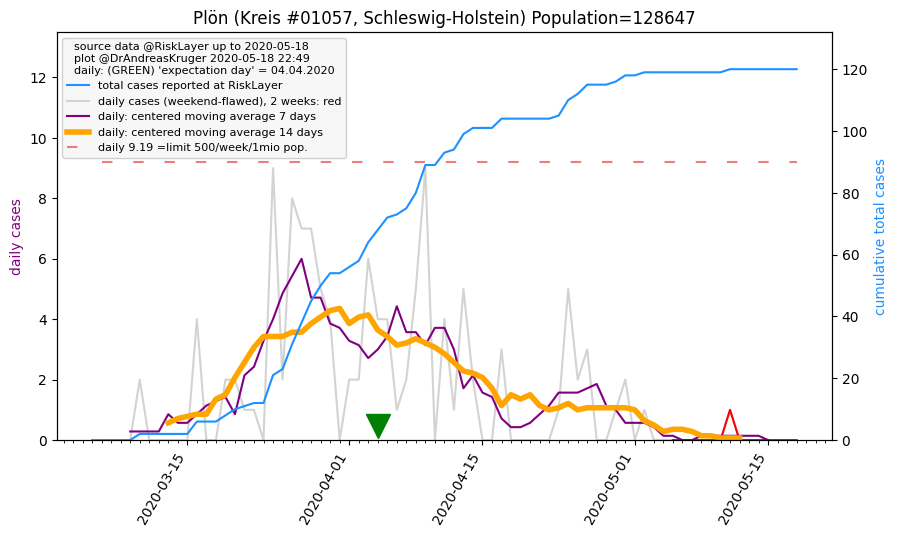 Plön (Kreis #01057, Schleswig-Holstein) Population=128647
source data @RiskLayer up to 2020-05-18
plot @DrAndreasKruger 2020-05-18 22:49
daily: (GREEN) 'expectation day' = 04.04.2020
total cases reported at RiskLayer
daily cases (weekend-flawed), 2 weeks: red
daily: centered moving average 7 days
daily: centered moving average 14 days
daily 9.19 =limit 500/week/1mio pop.
daily cases
0
2
4
6
8
10
12
cumulative total cases
0
20
40
60
80
100
120
2020-03-15
2020-04-01
2020-04-15
2020-05-01
2020-05-15